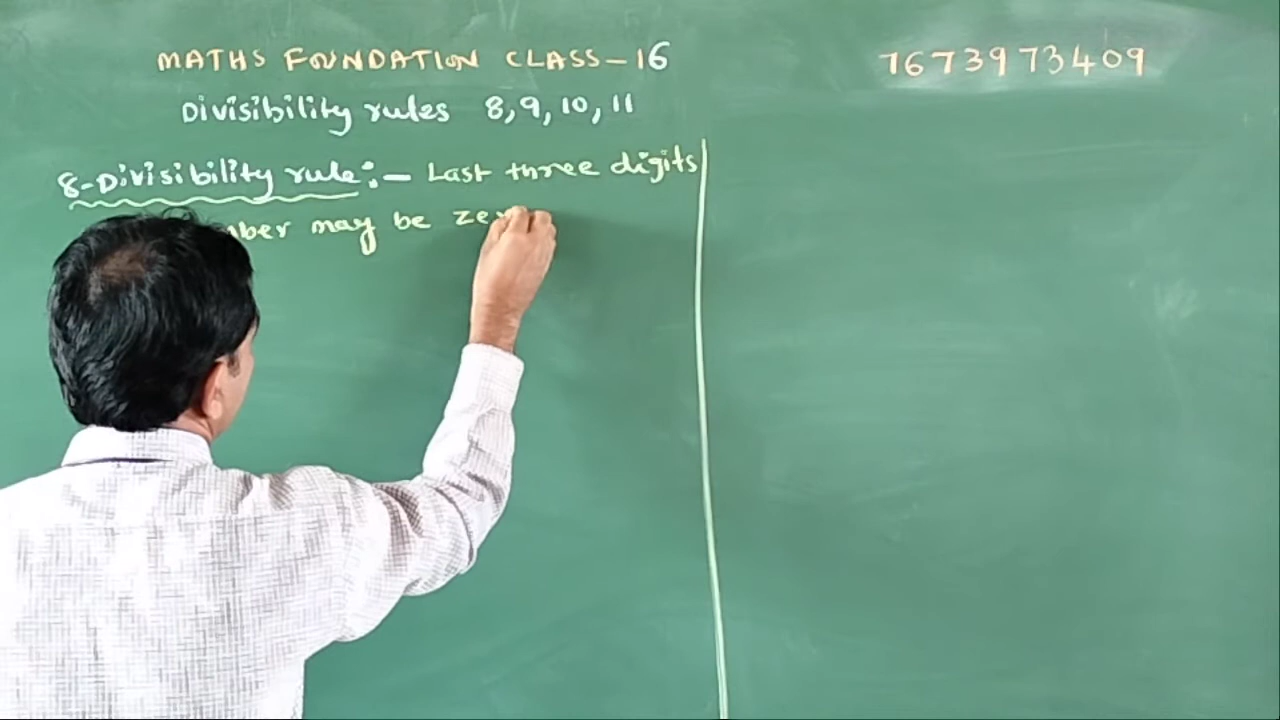 MATHS FOUNDATION CLASS-16
7673973409
Divisibility rules 8,9,10,11
8-Divisibility rule:- Last three digits
may be